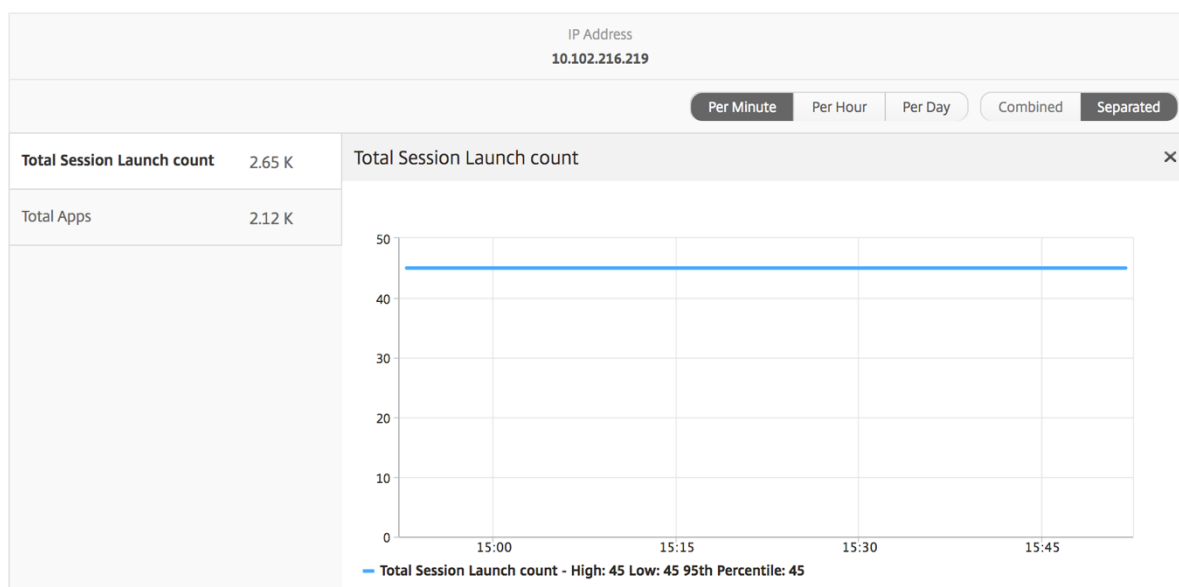 IP Address
10.102.216.219
Per Minute Per Hour Per Day Combined Separated
Total Session Launch count 2.65 K
Total Apps 2.12 K
Total Session Launch count ×
50
40
30
20
10
0
15:00 15:15 15:30 15:45
Total Session Launch count - High: 45 Low: 45 95th Percentile: 45